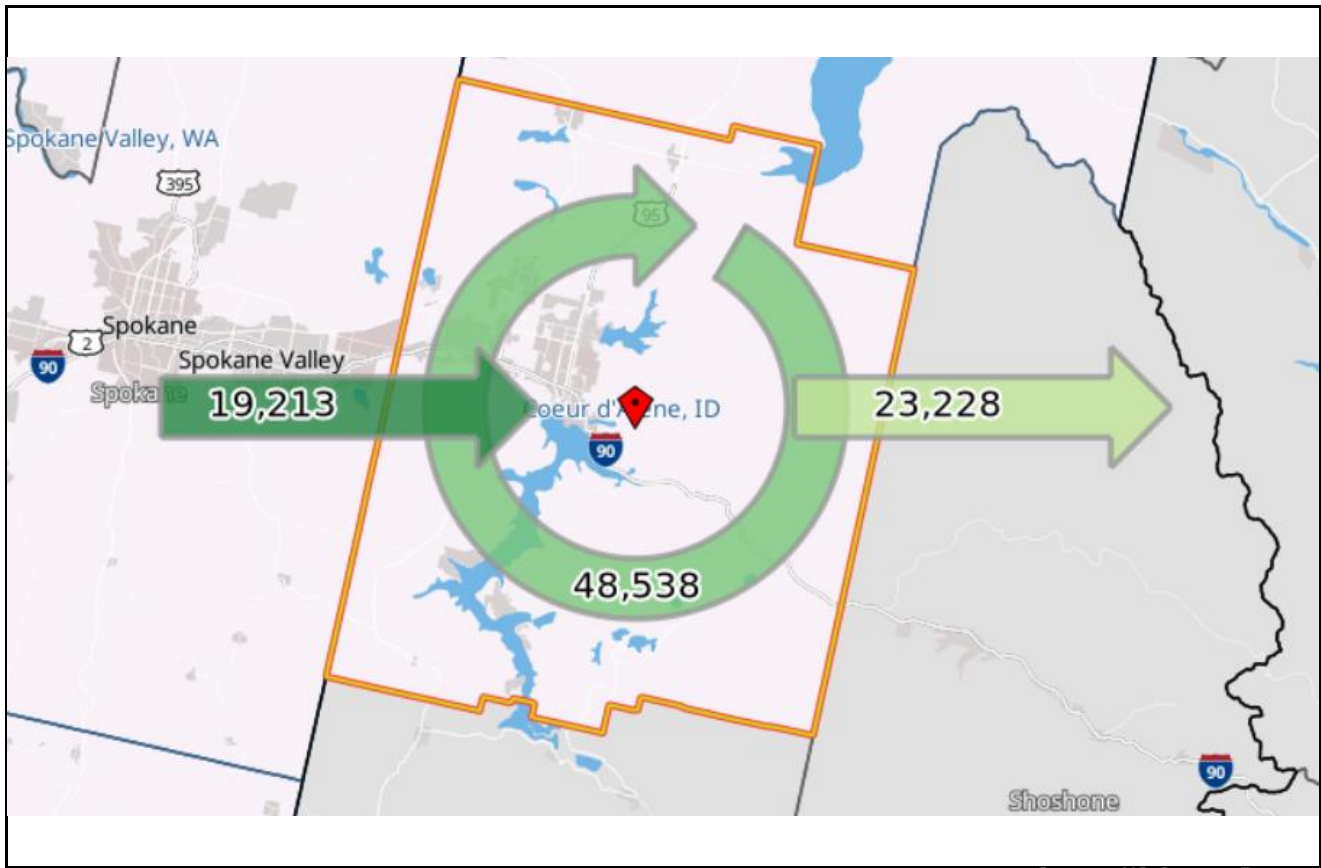 Spokane Valley, WA
395
95
Spokane
2
90
Spokane Valley
Spokane
19,213
Coeur d'Alene, ID
23,228
90
48,538
90
Shoshone